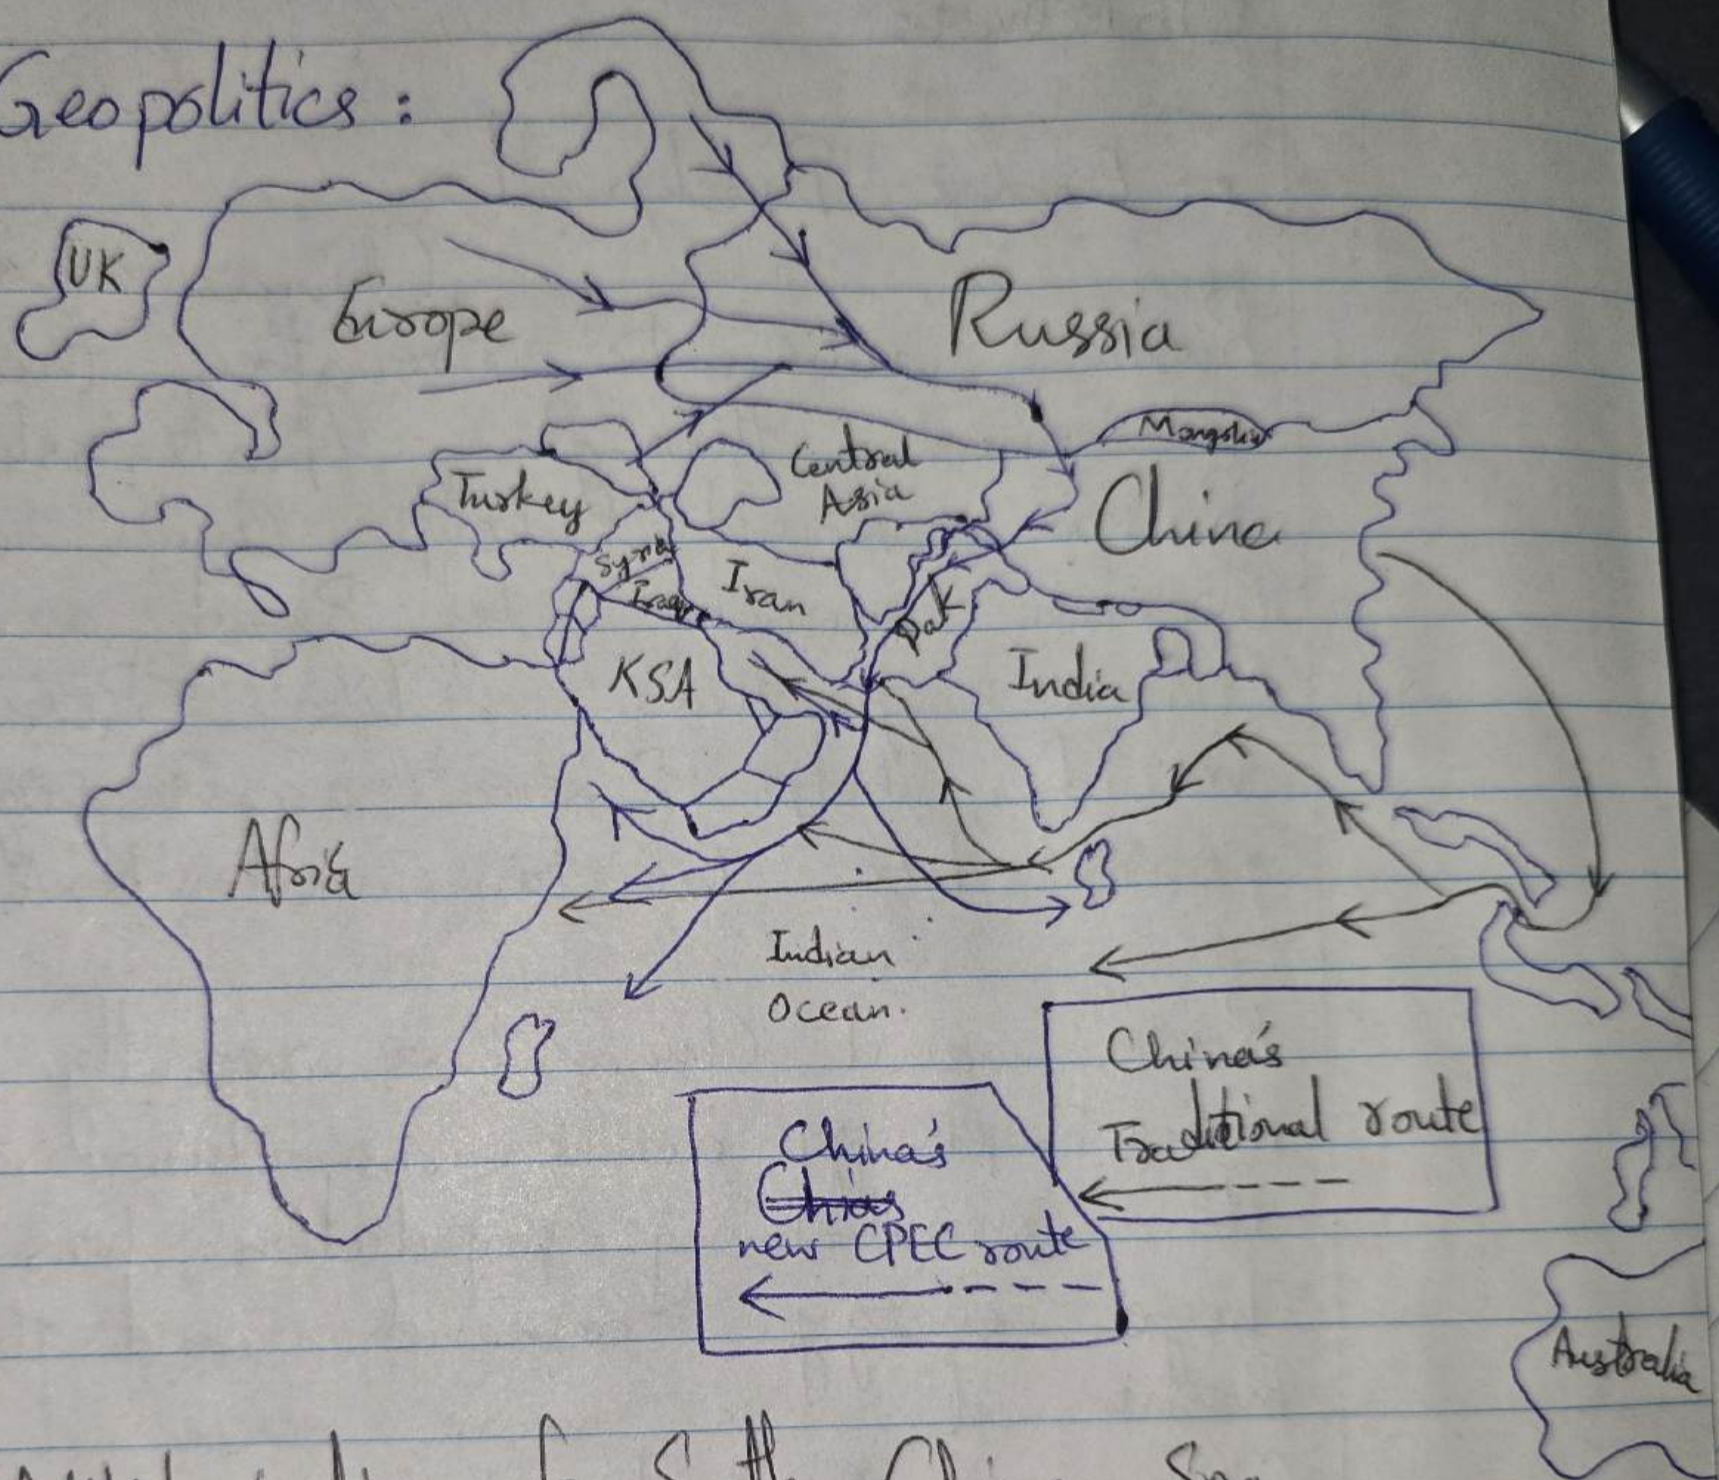 Geopolitics:
UK
Europe
Russia
Mongolia
Central
Asia
Turkey
China
Syria
Iraq
Iran
Pak
KSA
India
Africa
Indian
Ocean.
China's
Traditional route
China's
new CPEC route
Australia
China